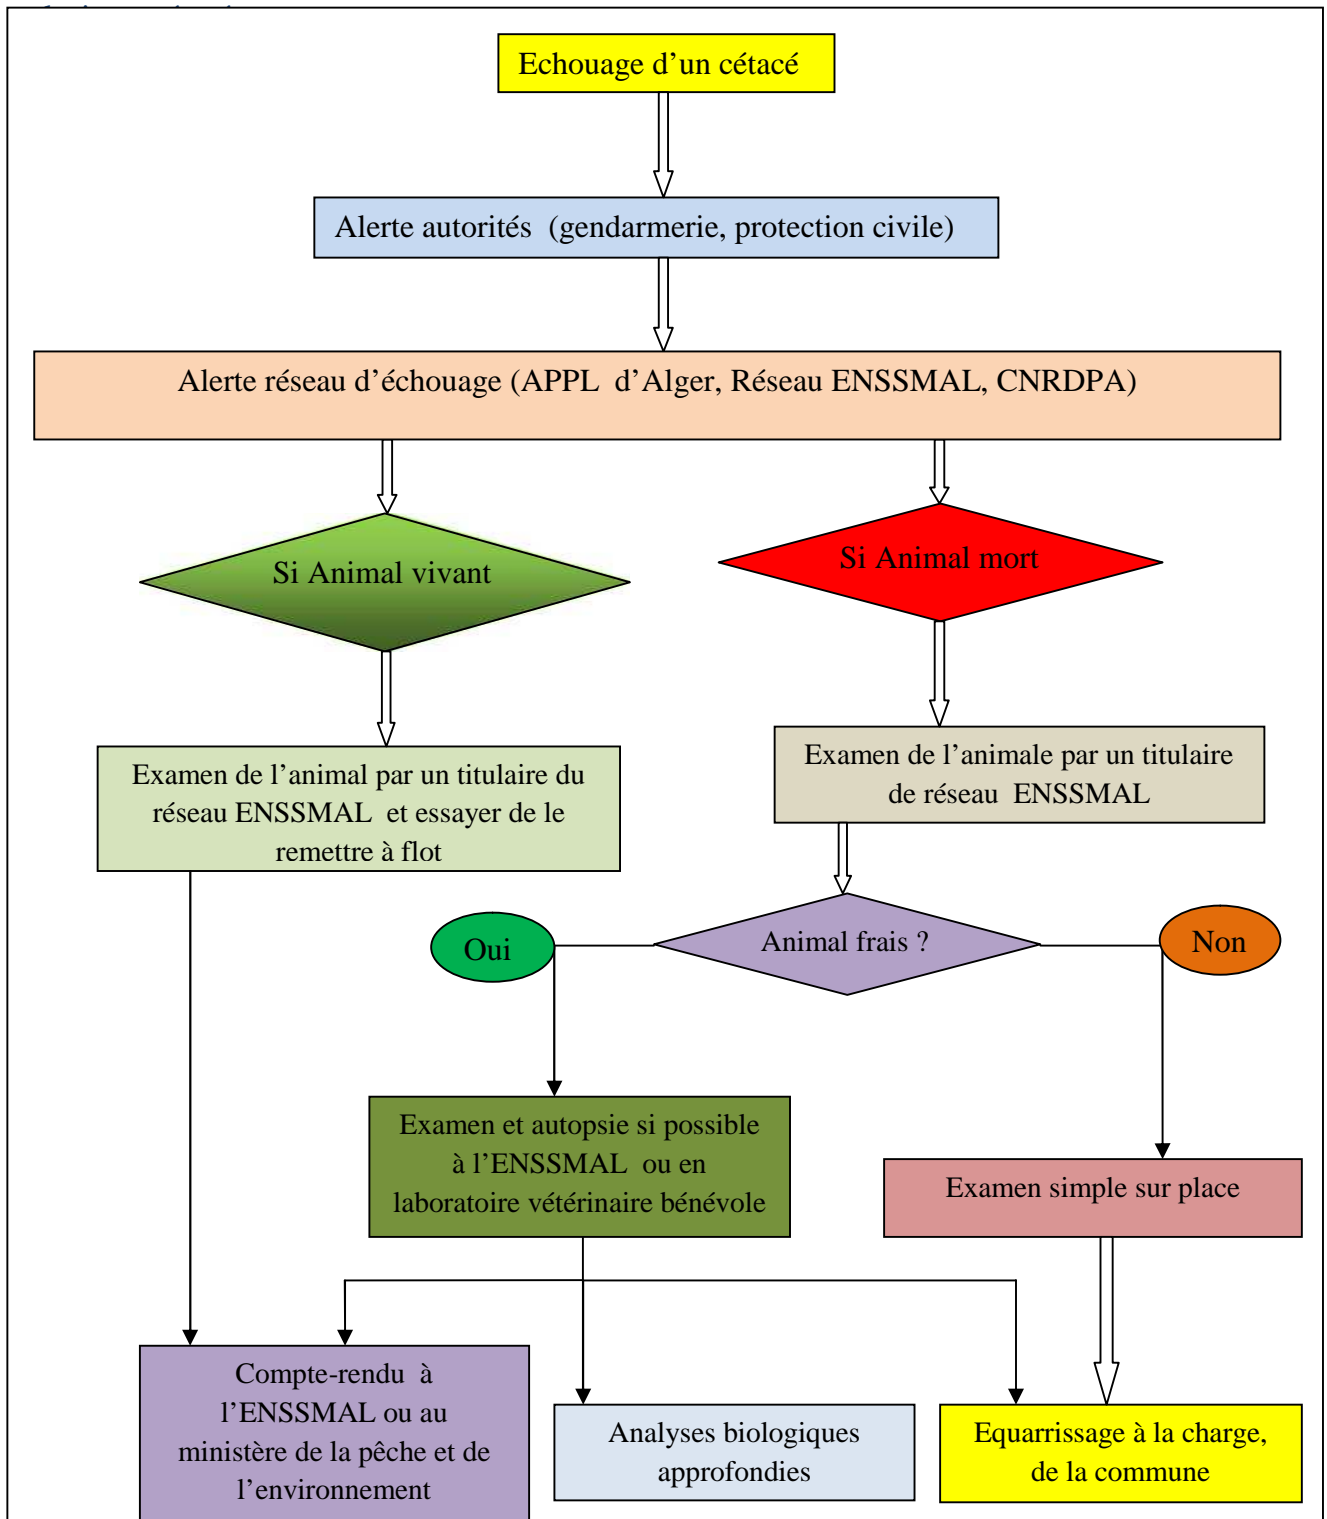 Echouage d’un cétacé
Alerte autorités (gendarmerie, protection civile)
Alerte réseau d’échouage (APPL d’Alger, Réseau ENSSMAL, CNRDPA)
Si Animal vivant
Si Animal mort
Examen de l’animal par un titulaire du
réseau ENSSMAL et essayer de le
remettre à flot
Examen de l’animale par un titulaire
de réseau ENSSMAL
Oui
Animal frais ?
Non
Examen et autopsie si possible
à l’ENSSMAL ou en
laboratoire vétérinaire bénévole
Examen simple sur place
Compte-rendu à
l’ENSSMAL ou au
ministère de la pêche et de
l’environnement
Analyses biologiques
approfondies
Equarrissage à la charge,
de la commune